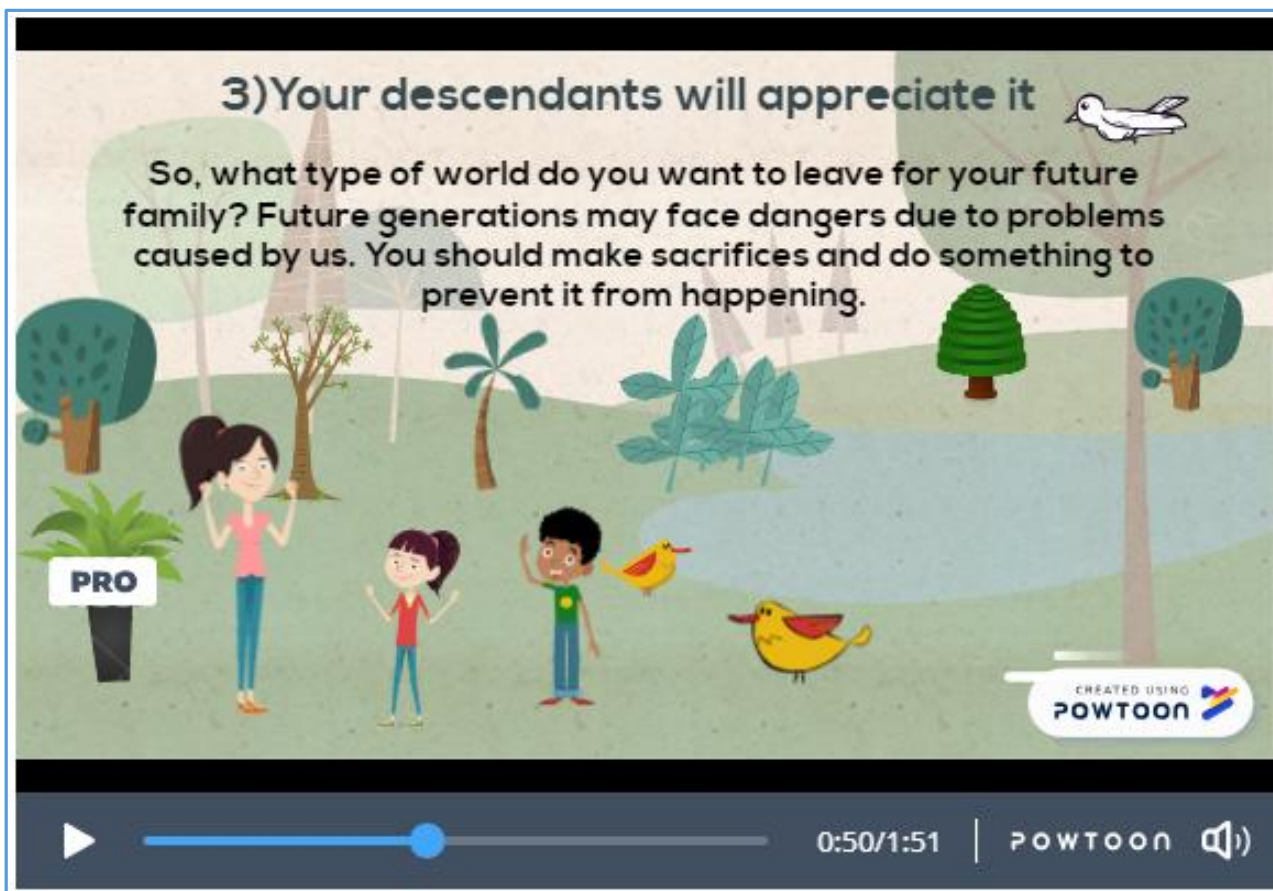 3)Your descendants will appreciate it
So, what type of world do you want to leave for your future
family? Future generations may face dangers due to problems
caused by us. You should make sacrifices and do something to
prevent it from happening.
PRO
CREATED USING
POWTOON
0:50/1:51
POWTOON